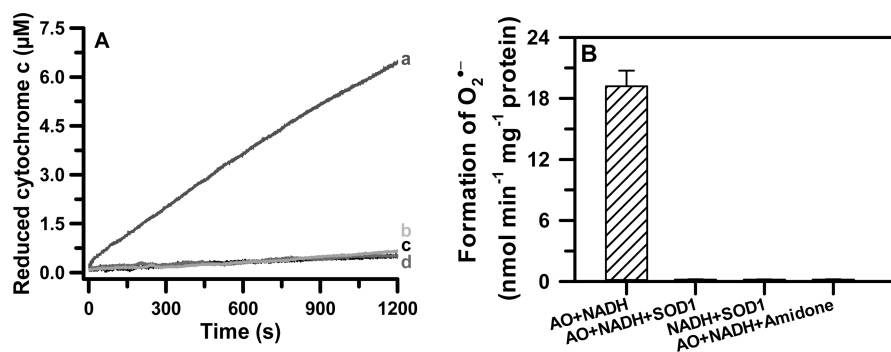 A
Reduced cytochrome c (µM)
7.5
6.0
4.5
3.0
1.5
0.0
a
b
c
d
0 300 600 900 1200
Time (s)
B
Formation of O₂•−
(nmol min⁻¹ mg⁻¹ protein)
24
18
12
6
0
AO+NADH
AO+NADH+SOD1
NADH+SOD1
AO+NADH+Amidone